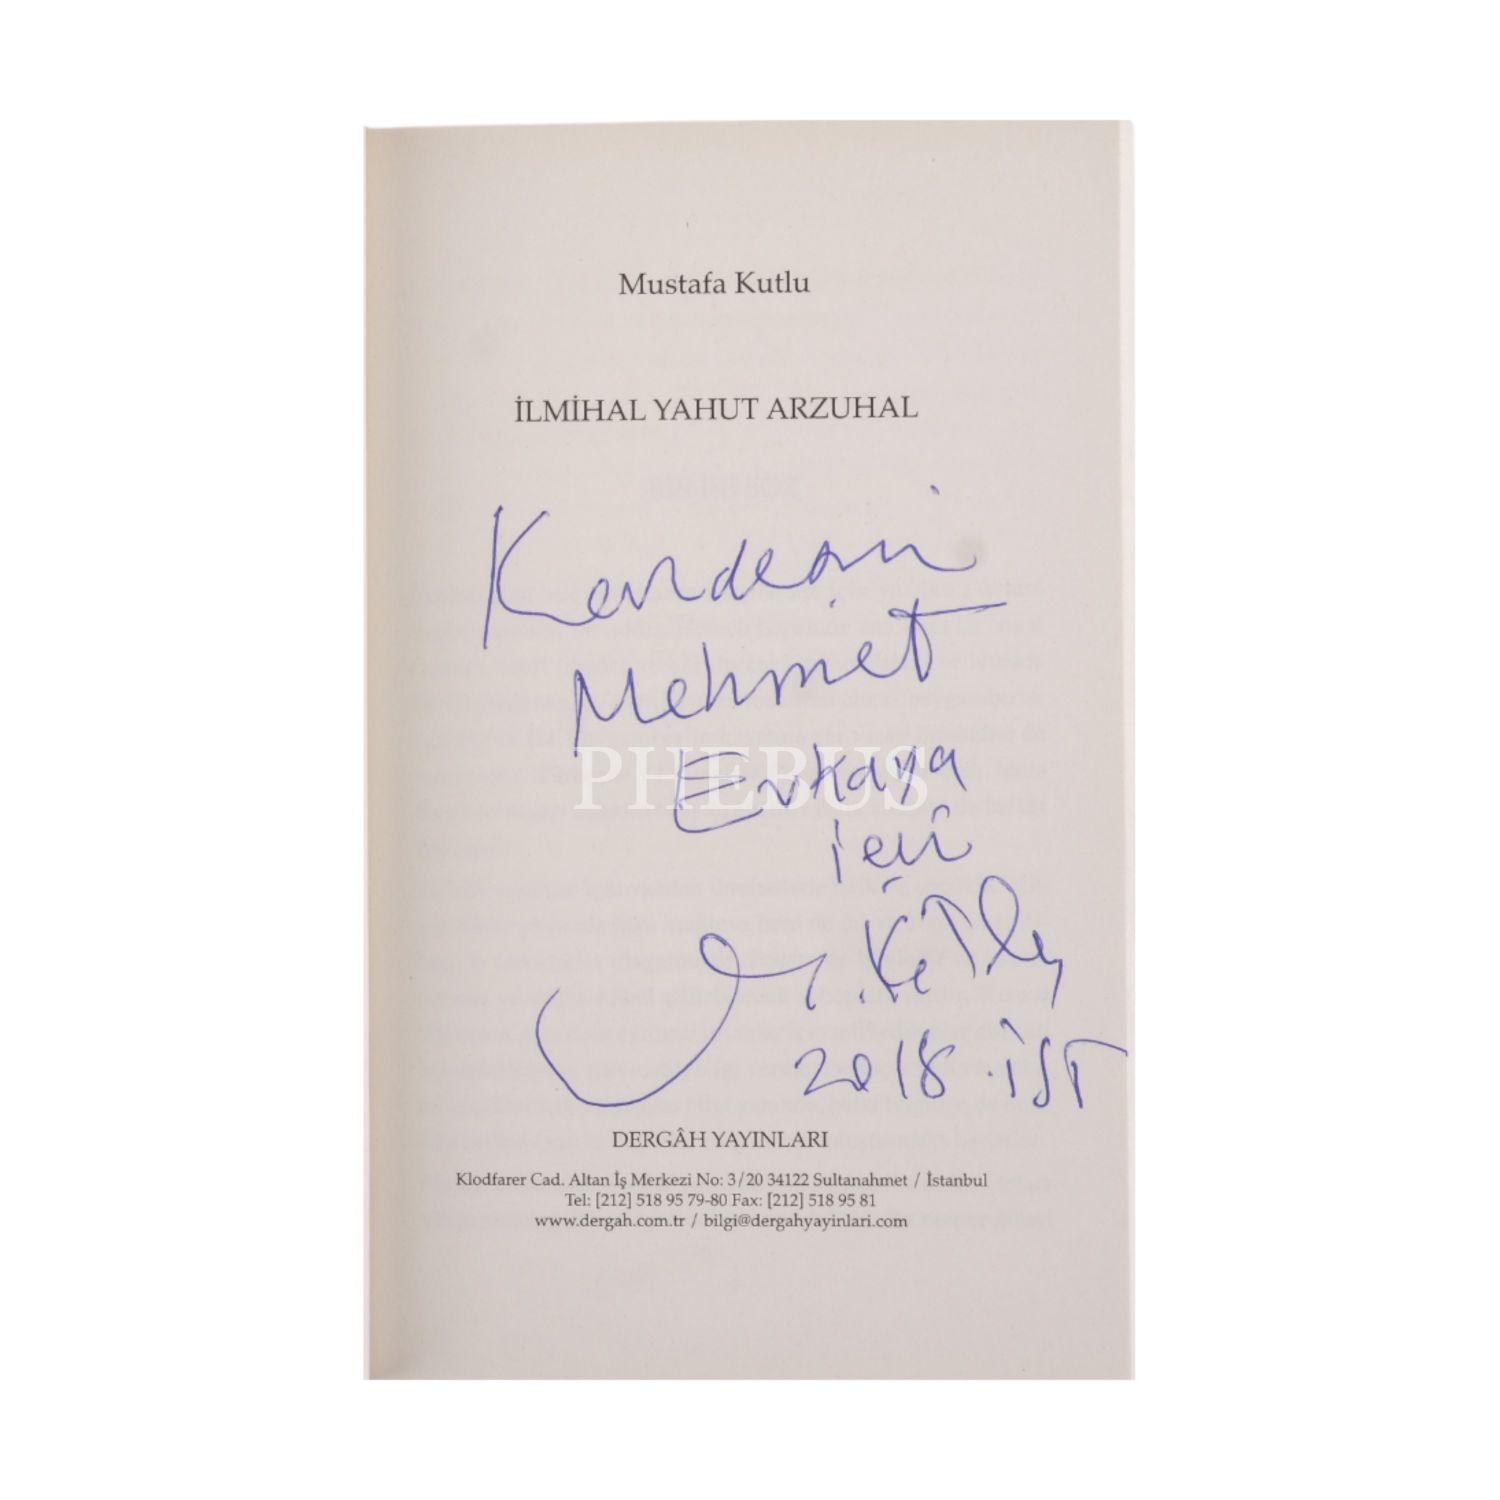 Mustafa Kutlu
İLMİHAL YAHUT ARZUHAL
Kardeşim
Mehmet
Erkaya
için
M. Kutlu
2018 . İST
PHEBUS
DERGÂH YAYINLARI
Klodfarer Cad. Altan İş Merkezi No: 3/20 34122 Sultanahmet / İstanbul
Tel: [212] 518 95 79-80 Fax: [212] 518 95 81
www.dergah.com.tr / bilgi@dergahyayinlari.com